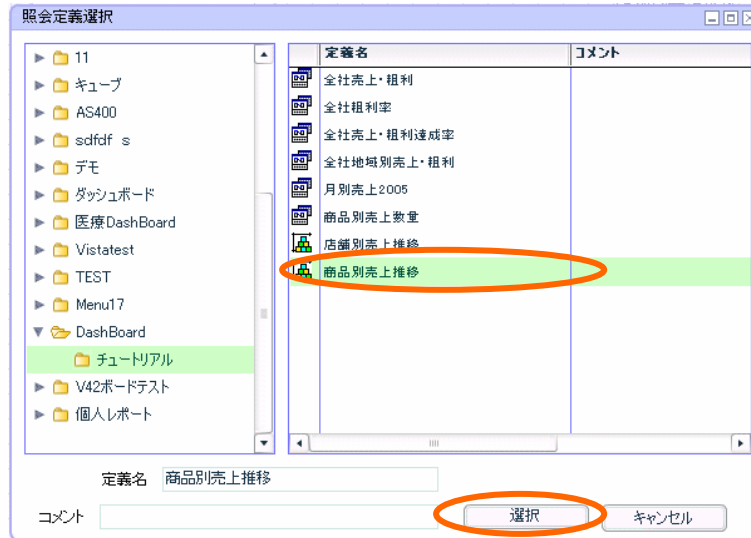 照会定義選択
11
キューブ
AS400
sdfdf s
デモ
ダッシュボード
医療DashBoard
Vistatest
TEST
Menu17
DashBoard
チュートリアル
V42ボードテスト
個人レポート
定義名 コメント
全社売上・粗利
全社粗利率
全社売上・粗利達成率
全社地域別売上・粗利
月別売上2005
商品別売上数量
店舗別売上推移
商品別売上推移
定義名 商品別売上推移
コメント
選択 キャンセル